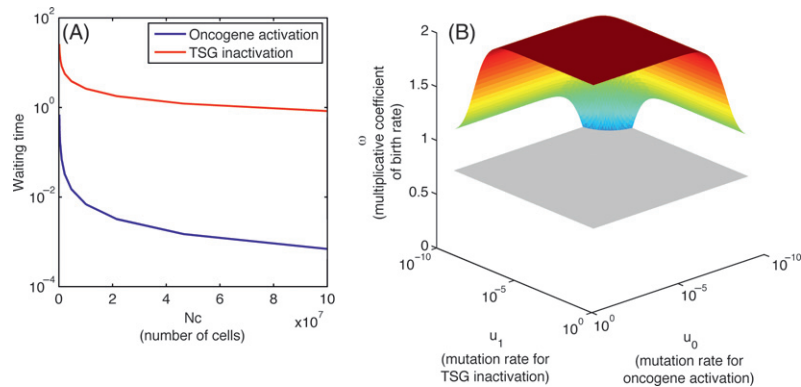 (A)
Oncogene activation
TSG inactivation
10^2
10^0
10^-2
10^-4
Waiting time
0 2 4 6 8 10
x10^7
Nc
(number of cells)
(B)
2
1.5
1
0.5
0
ω
(multiplicative coefficient
of birth rate)
10^-10
10^-5
10^0
u_1
(mutation rate for
TSG inactivation)
10^0
10^-5
10^-10
u_0
(mutation rate for
oncogene activation)